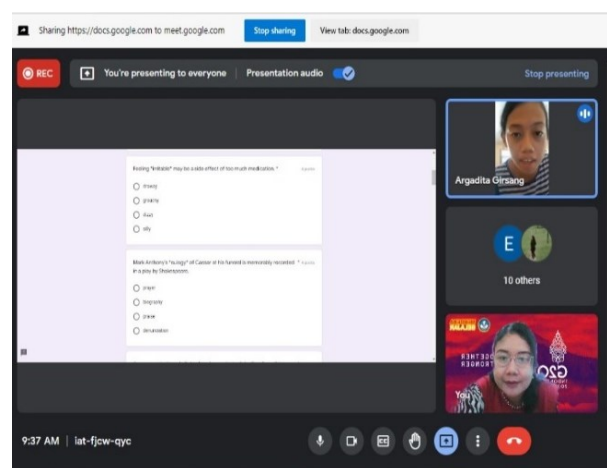 Sharing https://docs.google.com to meet.google.com
Stop sharing
View tab: docs.google.com
REC
You're presenting to everyone
Presentation audio
Stop presenting
Feeling "irritable" may be a side effect of too much medication. *
drowsy
grouchy
silly
Mark Anthony's "eulogy" of Caesar at his funeral is memorably recorded *
in a play by Shakespeare.
prayer
biography
praise
denunciation
Argadita Girsang
E
10 others
G20
You
9:37 AM | iat-fjcw-qyc